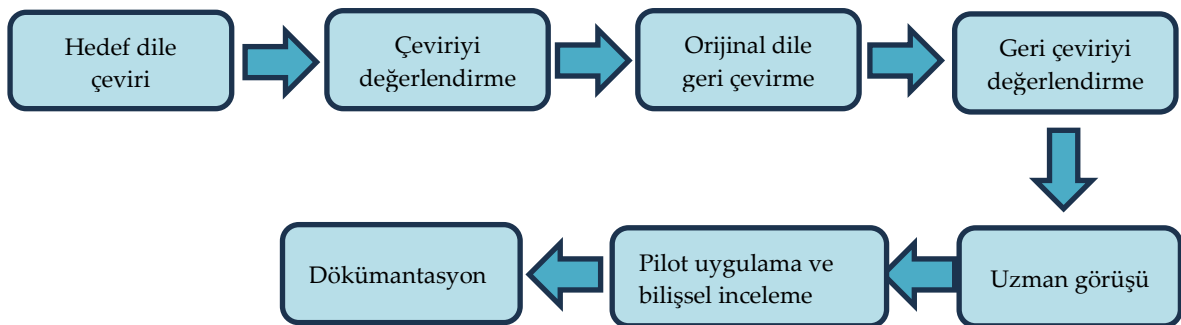 Hedef dile
çeviri
Çeviriyi
değerlendirme
Orijinal dile
geri çevirme
Geri çeviriyi
değerlendirme
Uzman görüşü
Pilot uygulama ve
bilişsel inceleme
Dökümantasyon